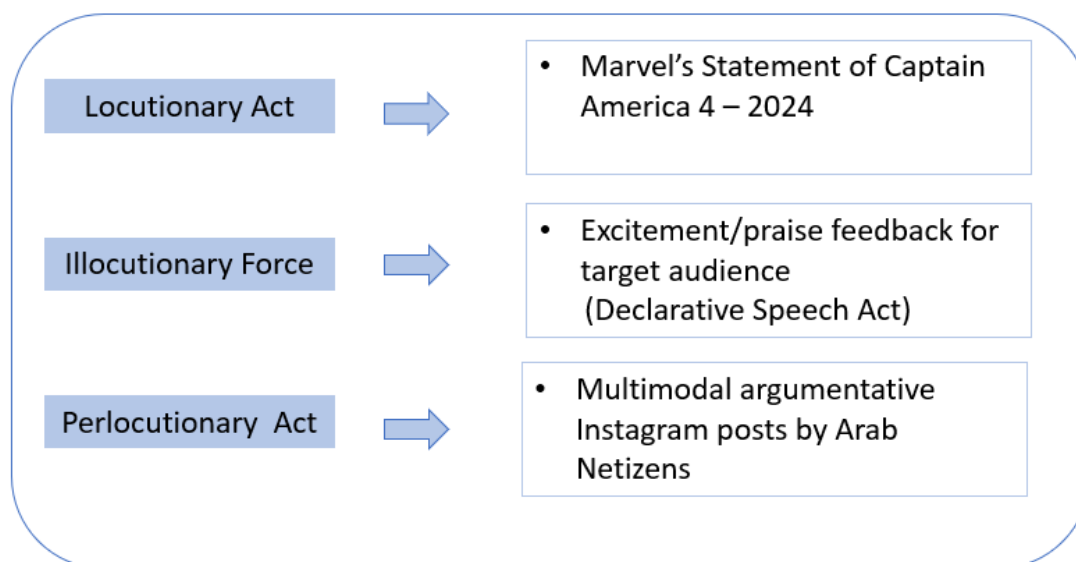 Locutionary Act
• Marvel's Statement of Captain
America 4 – 2024
Illocutionary Force
• Excitement/praise feedback for
target audience
(Declarative Speech Act)
Perlocutionary Act
• Multimodal argumentative
Instagram posts by Arab
Netizens